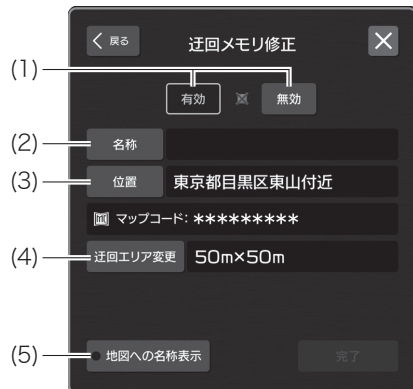 戻る 迂回メモリ修正
(1)
有効 無効
(2) 名称
(3) 位置 東京都目黒区東山付近
マップコード：*********
(4) 迂回エリア変更 50m×50m
(5) 地図への名称表示 完了